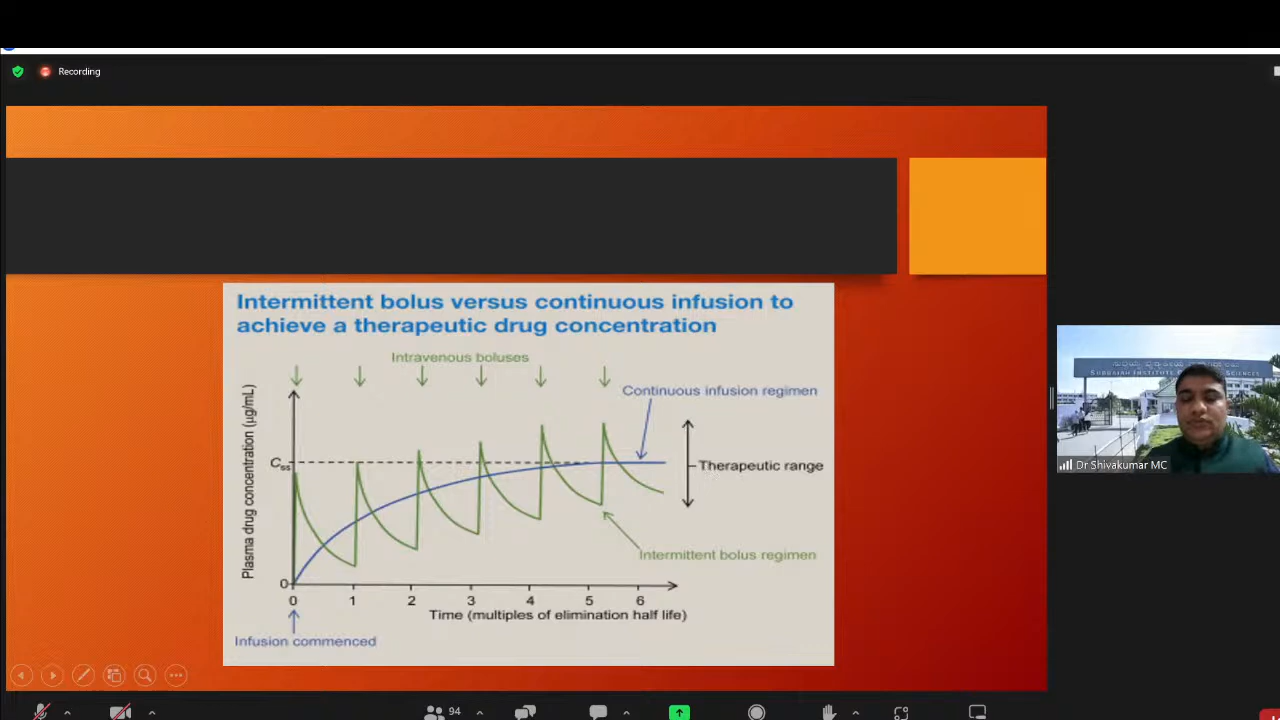 Recording
Intermittent bolus versus continuous infusion to
achieve a therapeutic drug concentration
Intravenous boluses
Continuous infusion regimen
Plasma drug concentration (µg/mL)
Css
Therapeutic range
Intermittent bolus regimen
0
0 1 2 3 4 5 6
Time (multiples of elimination half life)
Infusion commenced
Dr Shivakumar MC
94